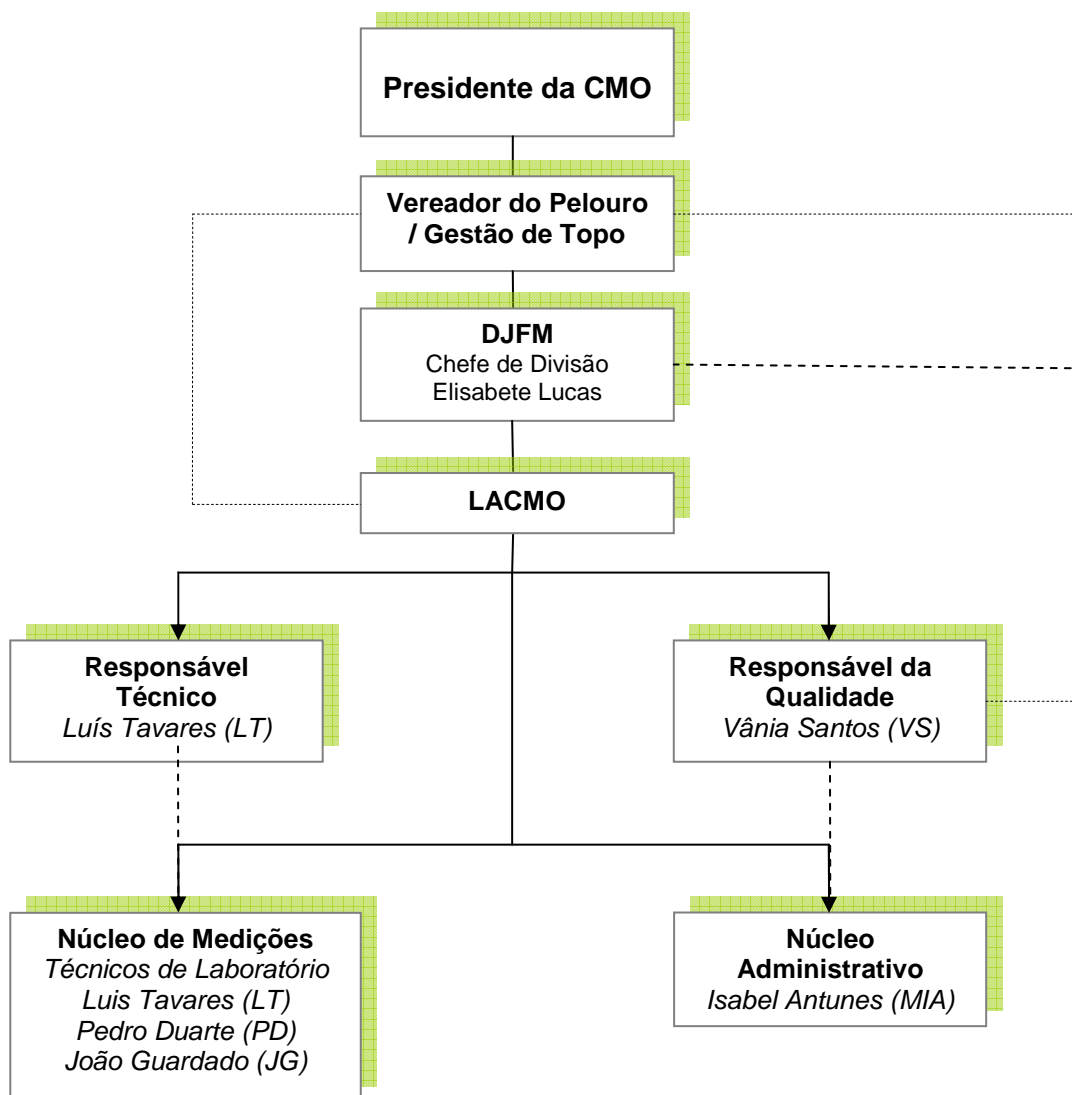 Presidente da CMO
Vereador do Pelouro
/ Gestão de Topo
DJFM
Chefe de Divisão
Elisabete Lucas
LACMO
Responsável
Técnico
Luís Tavares (LT)
Responsável da
Qualidade
Vânia Santos (VS)
Núcleo de Medições
Técnicos de Laboratório
Luis Tavares (LT)
Pedro Duarte (PD)
João Guardado (JG)
Núcleo
Administrativo
Isabel Antunes (MIA)